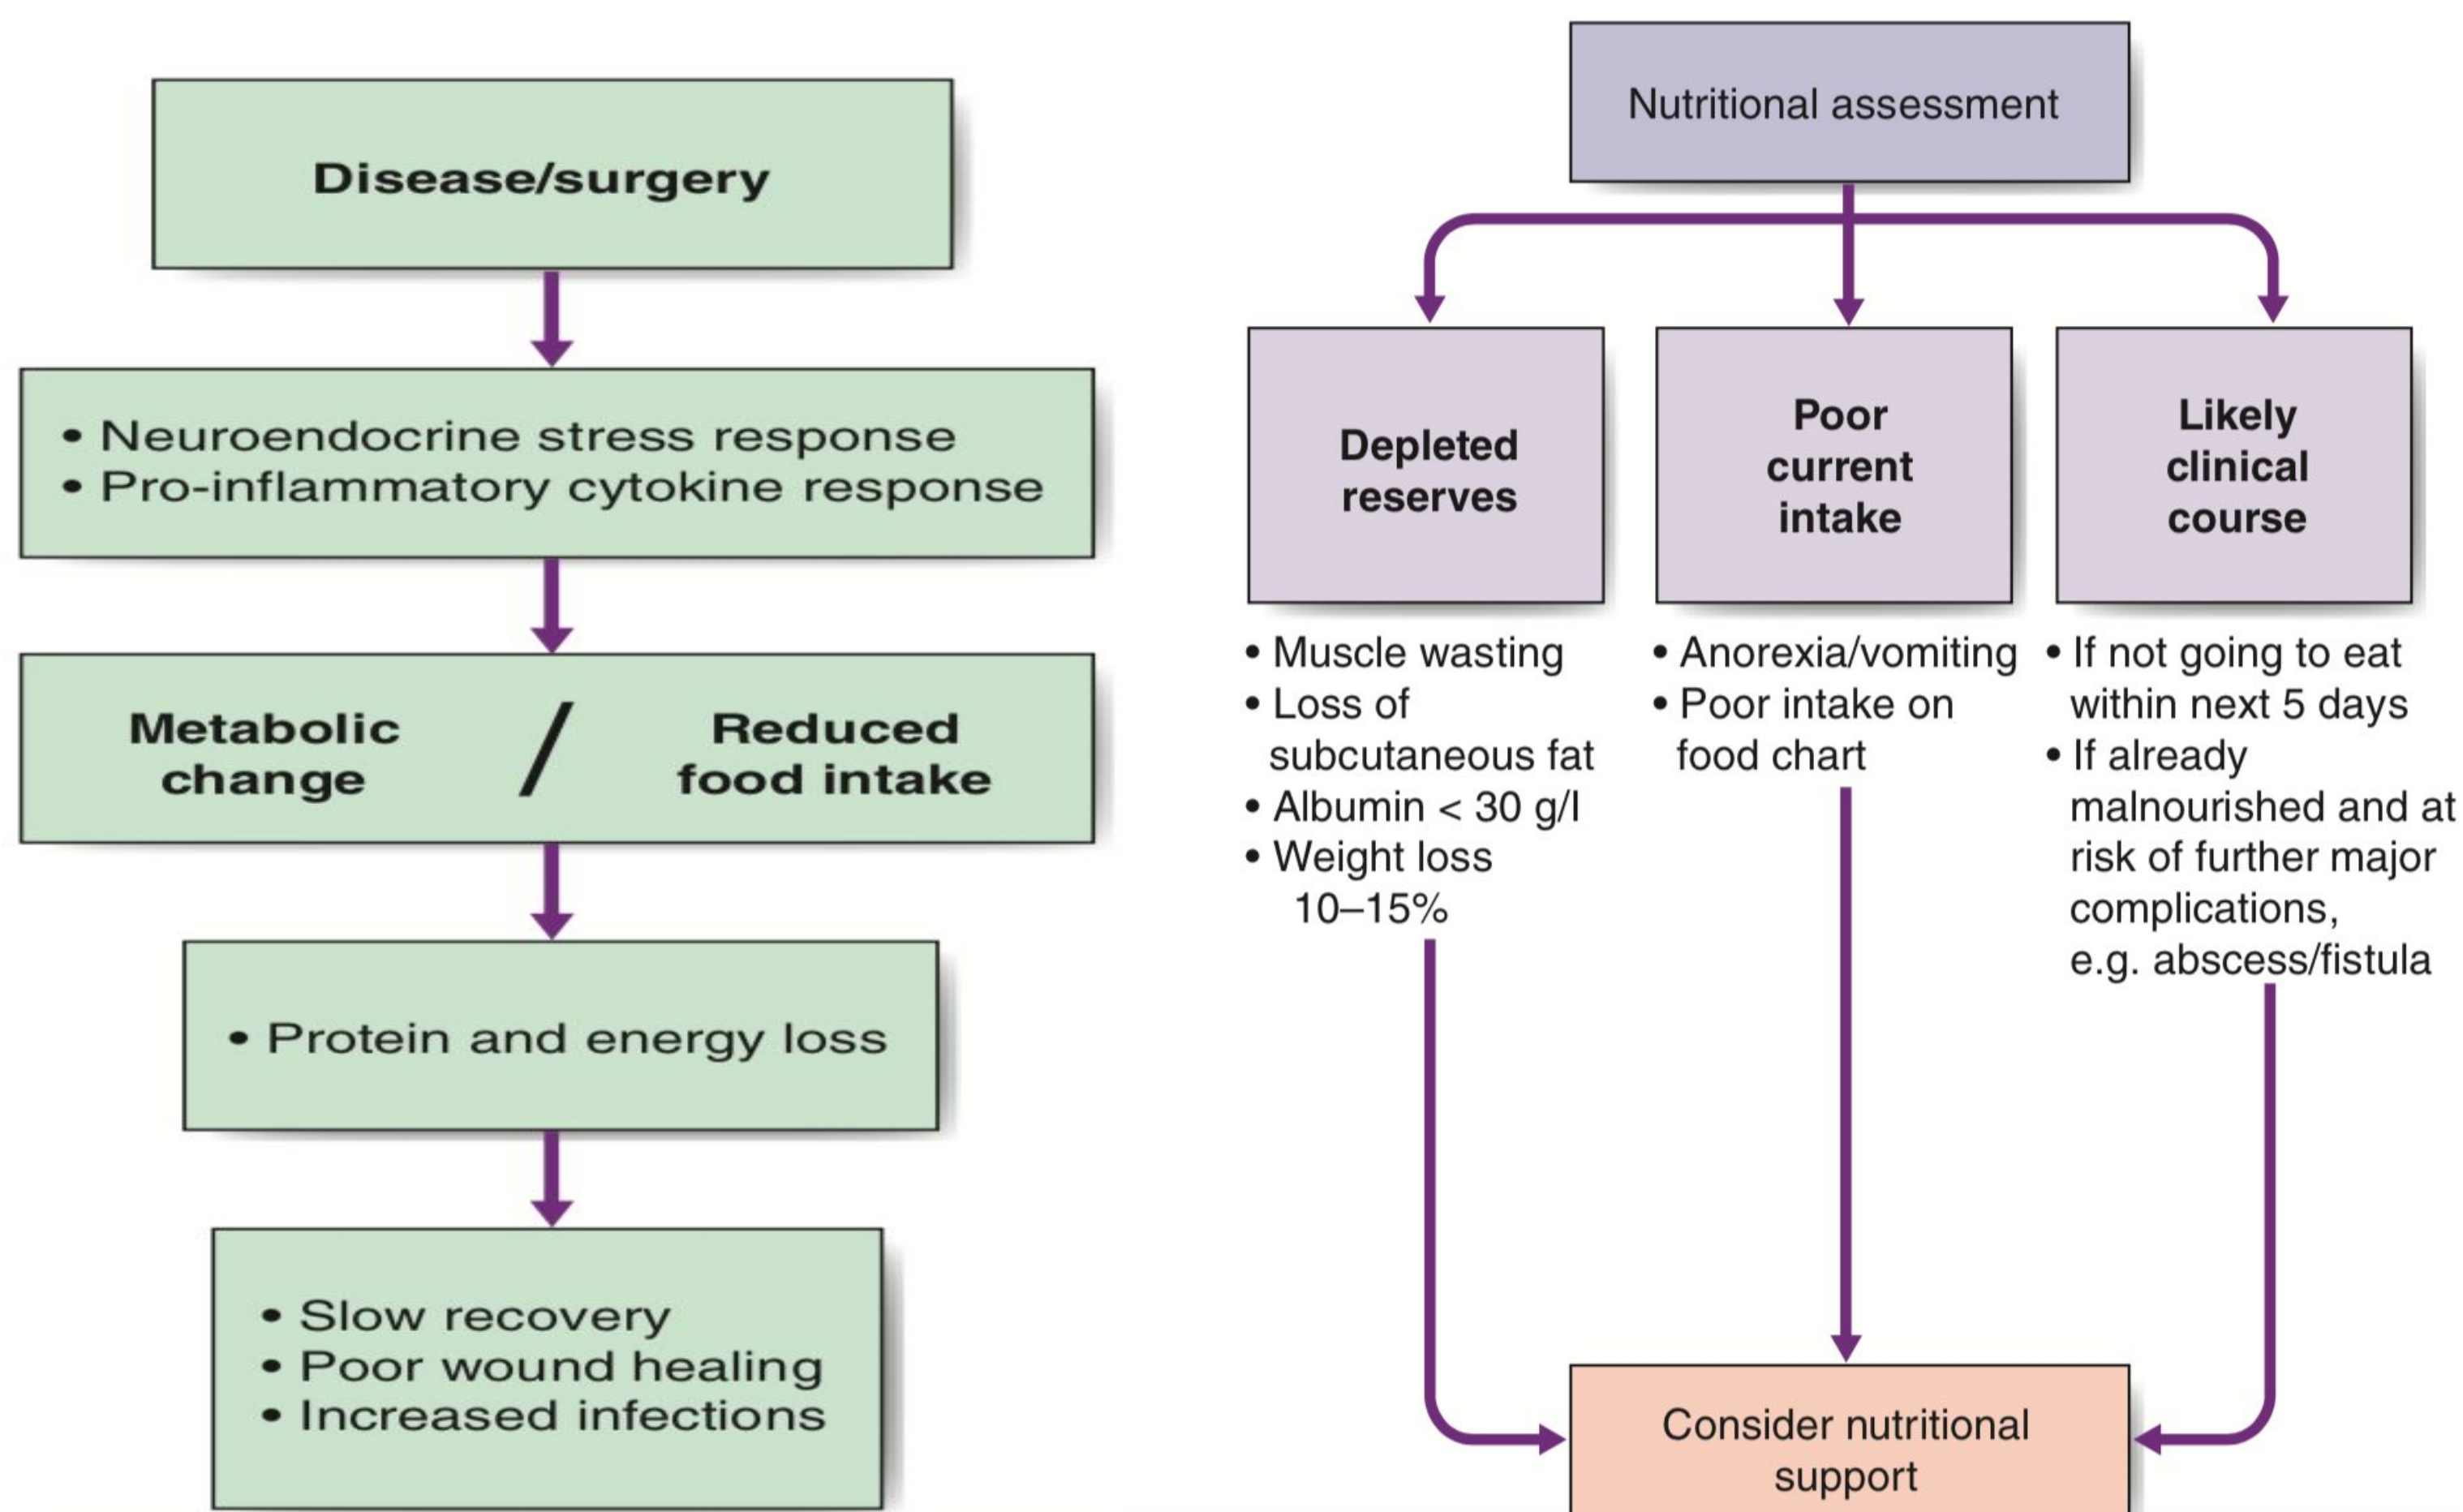 Disease/surgery
• Neuroendocrine stress response
• Pro-inflammatory cytokine response
Metabolic
change
/
Reduced
food intake
• Protein and energy loss
• Slow recovery
• Poor wound healing
• Increased infections
Nutritional assessment
Depleted
reserves
• Muscle wasting
• Loss of
subcutaneous fat
• Albumin < 30 g/l
• Weight loss
10–15%
Poor
current
intake
• Anorexia/vomiting
• Poor intake on
food chart
Likely
clinical
course
• If not going to eat
within next 5 days
• If already
malnourished and at
risk of further major
complications,
e.g. abscess/fistula
Consider nutritional
support